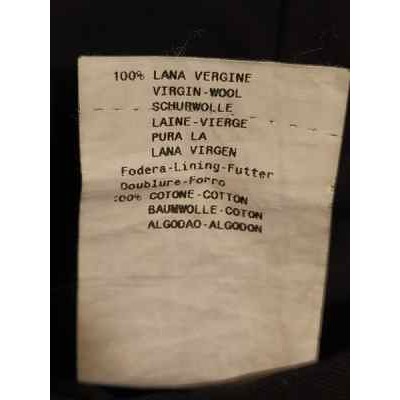 100% LANA VERGINE
VIRGIN-WOOL
SCHURWOLLE
LAINE-VIERGE
PURA LA
LANA VIRGEN
Fodera-Lining-Futter
Doublure-Forro
100% COTONE-COTTON
BAUMWOLLE-COTON
ALGODAO-ALGODON